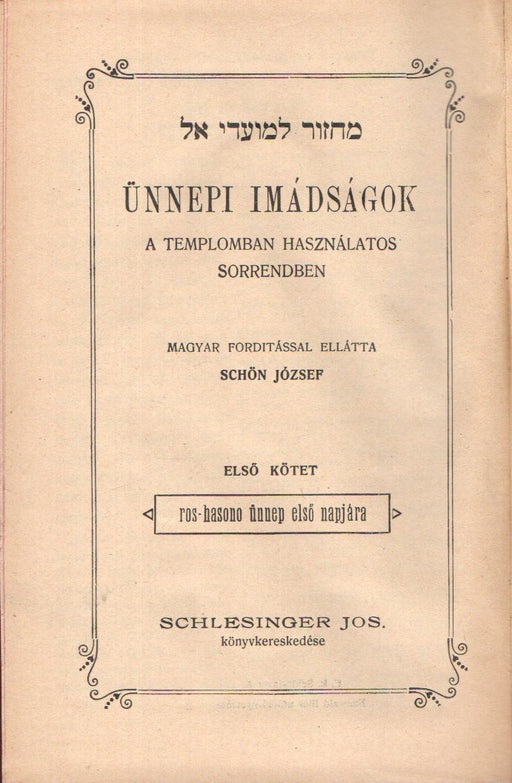 מחזור למועדי אל
ÜNNEPI IMÁDSÁGOK
A TEMPLOMBAN HASZNÁLATOS
SORRENDBEN
MAGYAR FORDITÁSSAL ELLÁTTA
SCHÖN JÓZSEF
ELSŐ KÖTET
ros-hasono ünnep első napjára
SCHLESINGER JOS.
könyvkereskedése